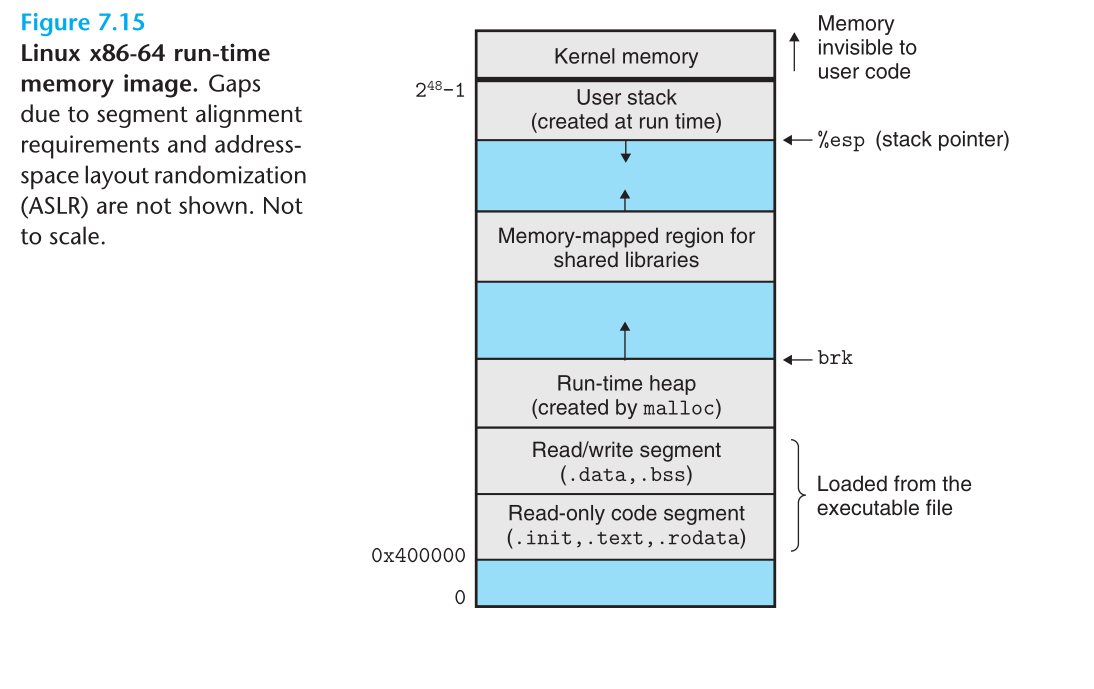 Figure 7.15
Linux x86-64 run-time
memory image. Gaps
due to segment alignment
requirements and address-
space layout randomization
(ASLR) are not shown. Not
to scale.
Kernel memory
Memory
invisible to
user code
2⁴⁸−1
User stack
(created at run time)
%esp (stack pointer)
Memory-mapped region for
shared libraries
brk
Run-time heap
(created by malloc)
Read/write segment
(.data,.bss)
Loaded from the
executable file
Read-only code segment
(.init,.text,.rodata)
0x400000
0